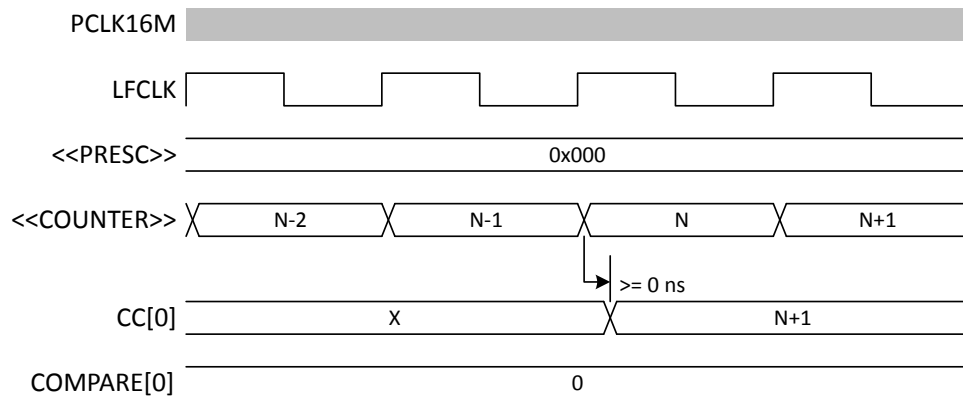 PCLK16M
LFCLK
<<PRESC>> 0x000
<<COUNTER>> N-2 N-1 N N+1
>= 0 ns
CC[0] X N+1
COMPARE[0] 0